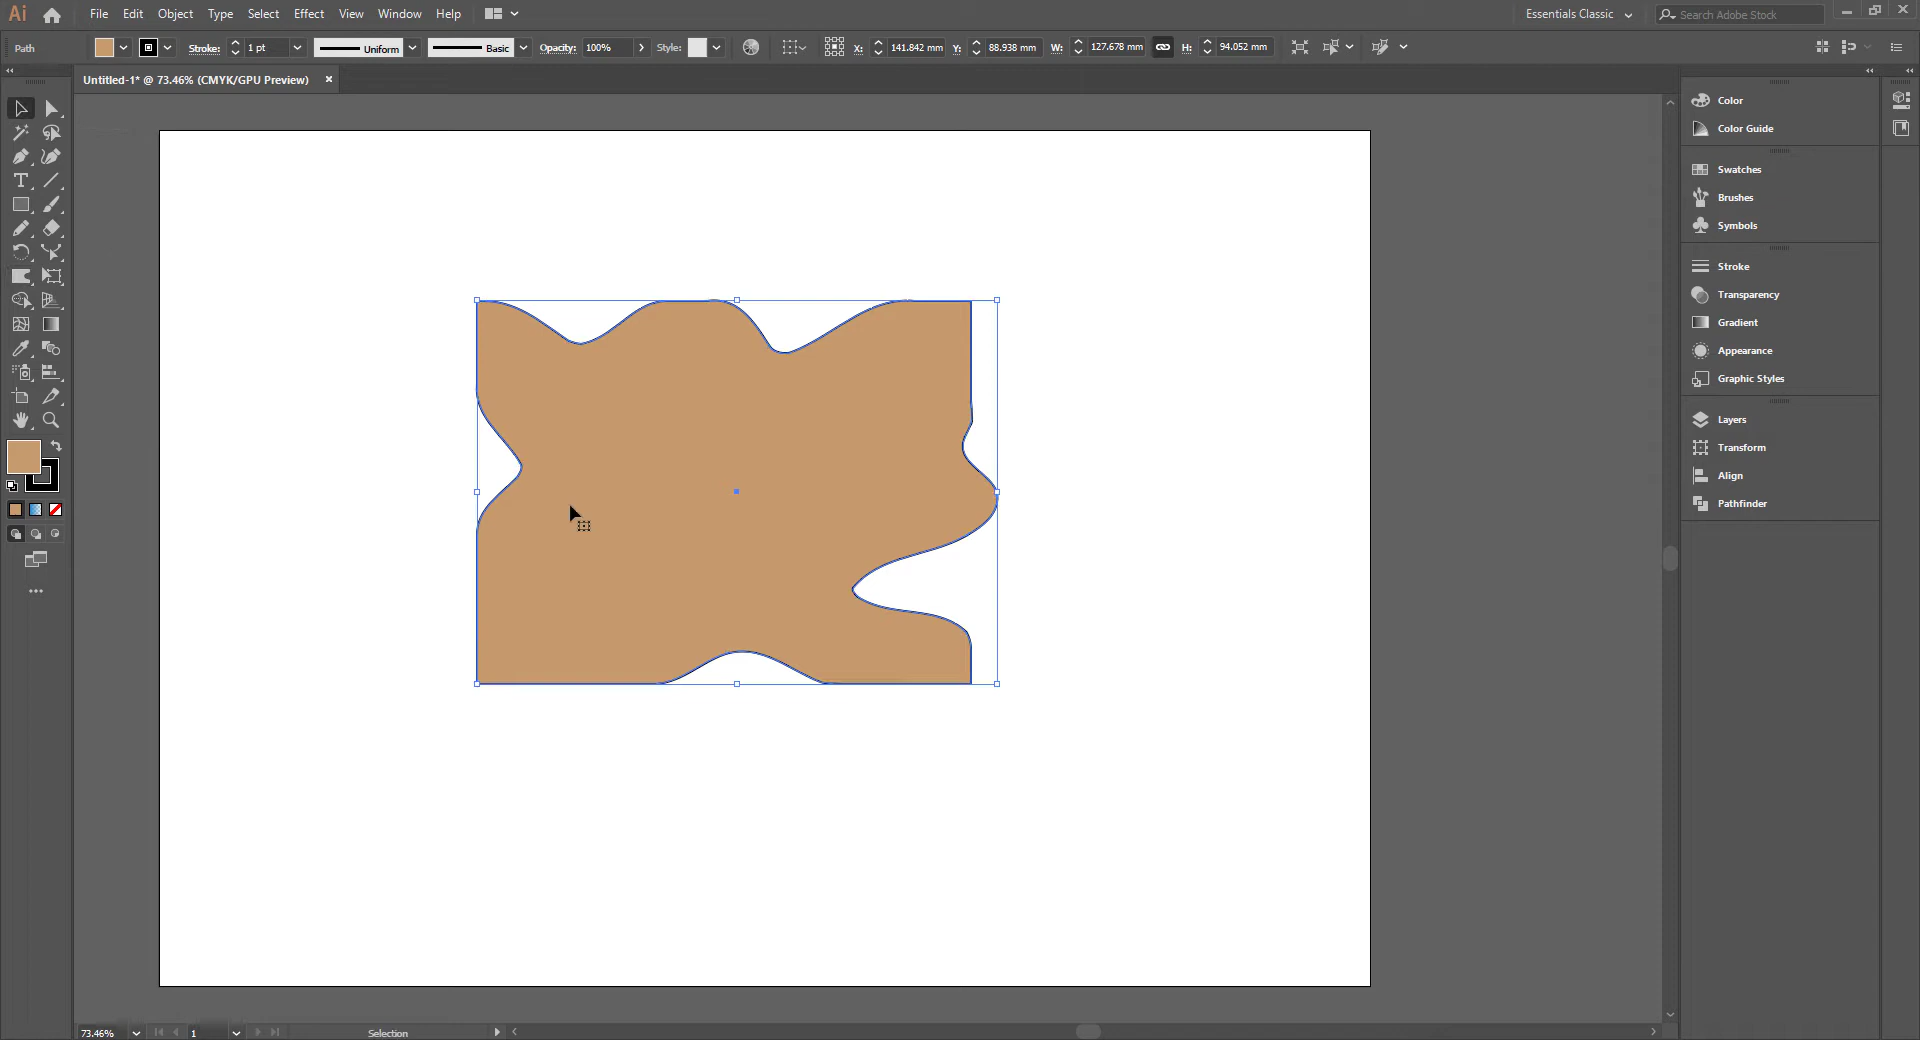 Ai File Edit Object Type Select Effect View Window Help Essentials Classic Search Adobe Stock
Path Stroke: 1 pt Uniform Basic Opacity: 100% Style: X: 141.842 mm Y: 88.938 mm W: 127.678 mm H: 94.052 mm
Untitled-1* @ 73.46% (CMYK/GPU Preview) ×
Color
Color Guide
Swatches
Brushes
Symbols
Stroke
Transparency
Gradient
Appearance
Graphic Styles
Layers
Transform
Align
Pathfinder
73.46% 1 Selection